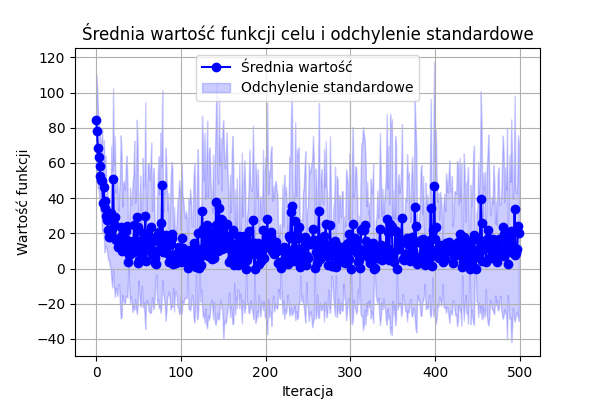 Średnia wartość funkcji celu i odchylenie standardowe
Średnia wartość
Odchylenie standardowe
Wartość funkcji
120
100
80
60
40
20
0
−20
−40
0 100 200 300 400 500
Iteracja